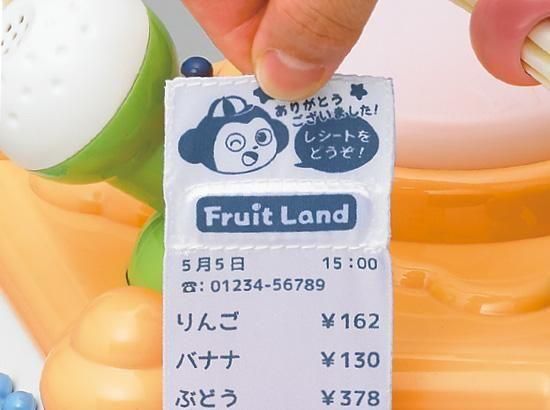 ありがとう
ございました!
レシートを
どうぞ!
Fruit Land
5月5日 15:00
☎: 01234-56789
りんご ¥162
バナナ ¥130
ぶどう ¥378